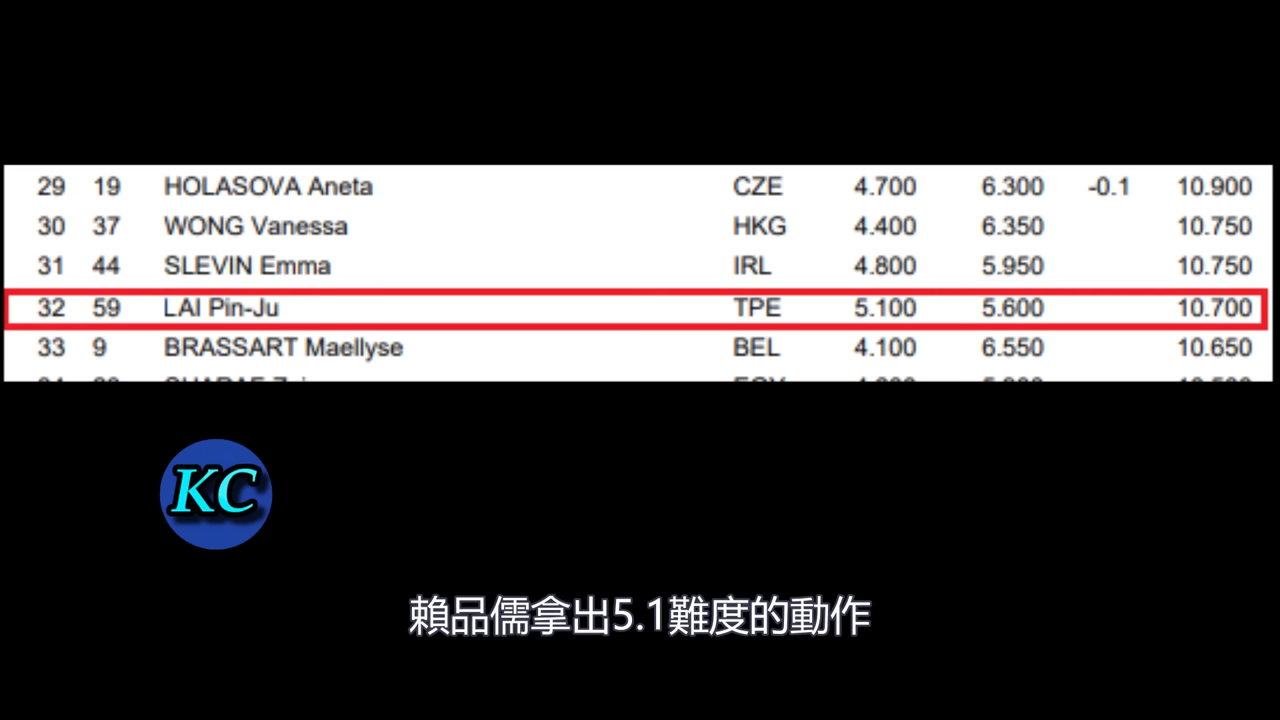 29 19 HOLASOVA Aneta CZE 4.700 6.300 -0.1 10.900
30 37 WONG Vanessa HKG 4.400 6.350 10.750
31 44 SLEVIN Emma IRL 4.800 5.950 10.750
32 59 LAI Pin-Ju TPE 5.100 5.600 10.700
33 9 BRASSART Maellyse BEL 4.100 6.550 10.650
KC
賴品儒拿出5.1難度的動作